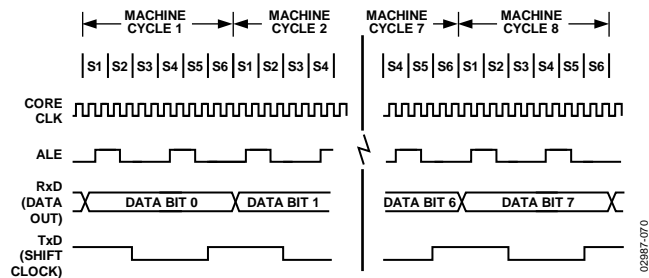 MACHINE CYCLE 1
MACHINE CYCLE 2
MACHINE CYCLE 7
MACHINE CYCLE 8
S1 S2 S3 S4 S5 S6 S1 S2 S3 S4
S4 S5 S6 S1 S2 S3 S4 S5 S6
CORE
CLK
ALE
RxD
(DATA
OUT)
DATA BIT 0
DATA BIT 1
DATA BIT 6
DATA BIT 7
TxD
(SHIFT
CLOCK)
02987-070